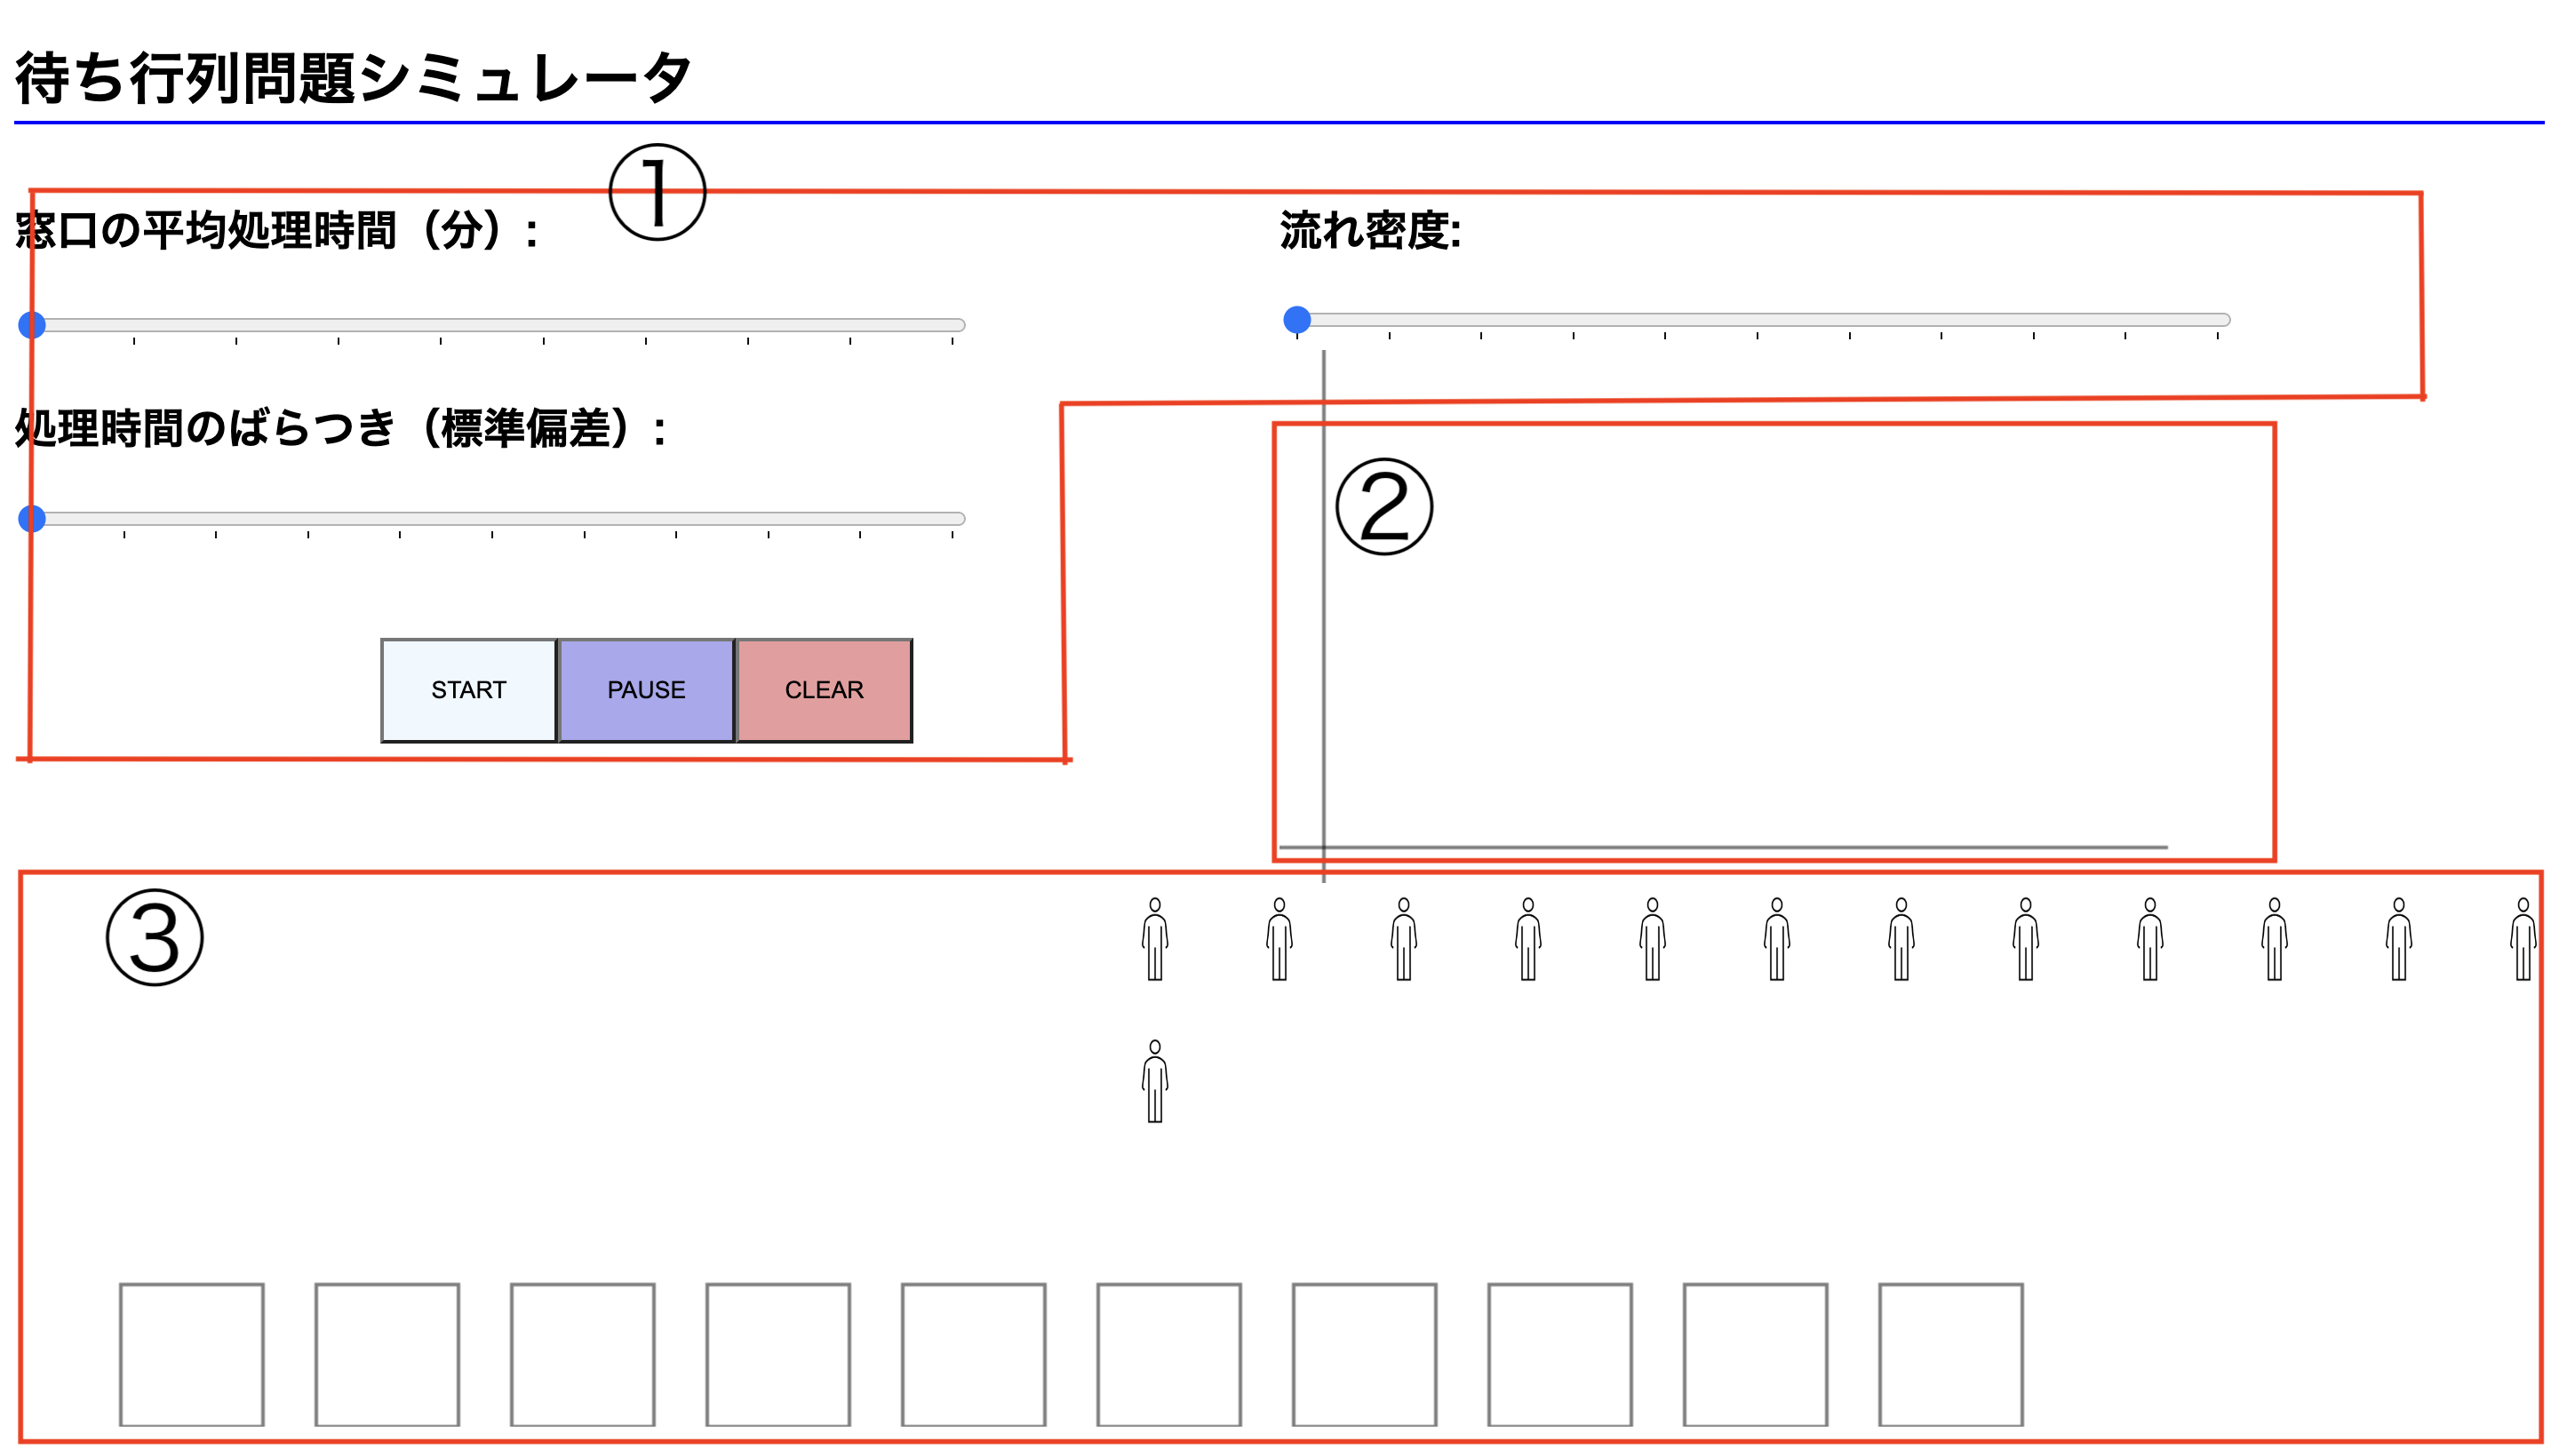 待ち行列問題シミュレータ
①
窓口の平均処理時間（分）:
流れ密度:
処理時間のばらつき（標準偏差）:
②
START PAUSE CLEAR
③